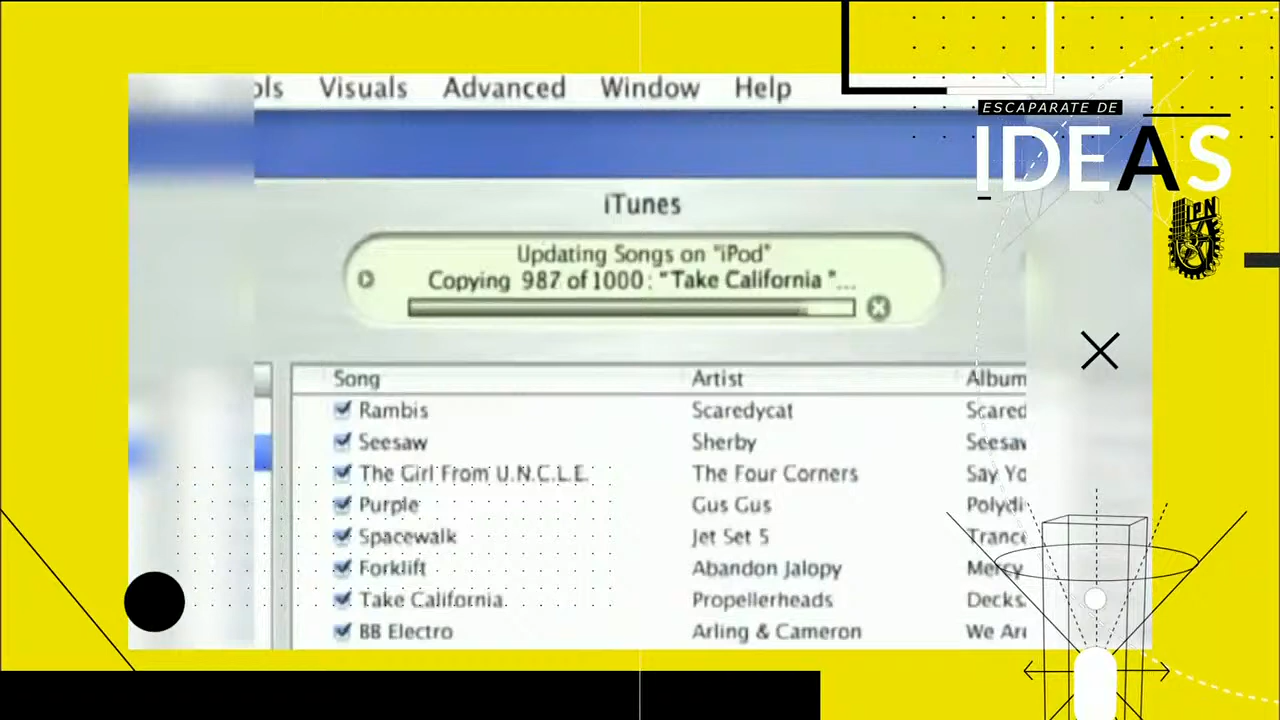 ols Visuals Advanced Window Help
ESCAPARATE DE
IDEAS
IPN
iTunes
Updating Songs on "iPod"
Copying 987 of 1000: "Take California "...
Song Artist Album
Rambis Scaredycat Scared
Seesaw Sherby Seesaw
The Girl From U.N.C.L.E. The Four Corners Say Yo
Purple Gus Gus Polydi
Spacewalk Jet Set 5 Trance
Forklift Abandon Jalopy Mercy
Take California Propellerheads Decks
BB Electro Arling & Cameron We Are